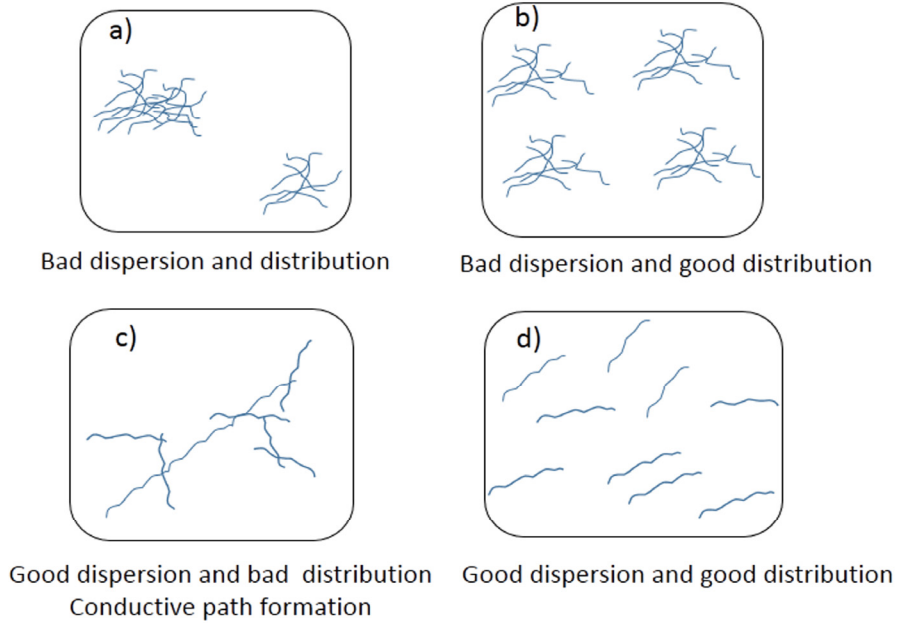 a)
b)
Bad dispersion and distribution
Bad dispersion and good distribution
c)
d)
Good dispersion and bad distribution
Conductive path formation
Good dispersion and good distribution